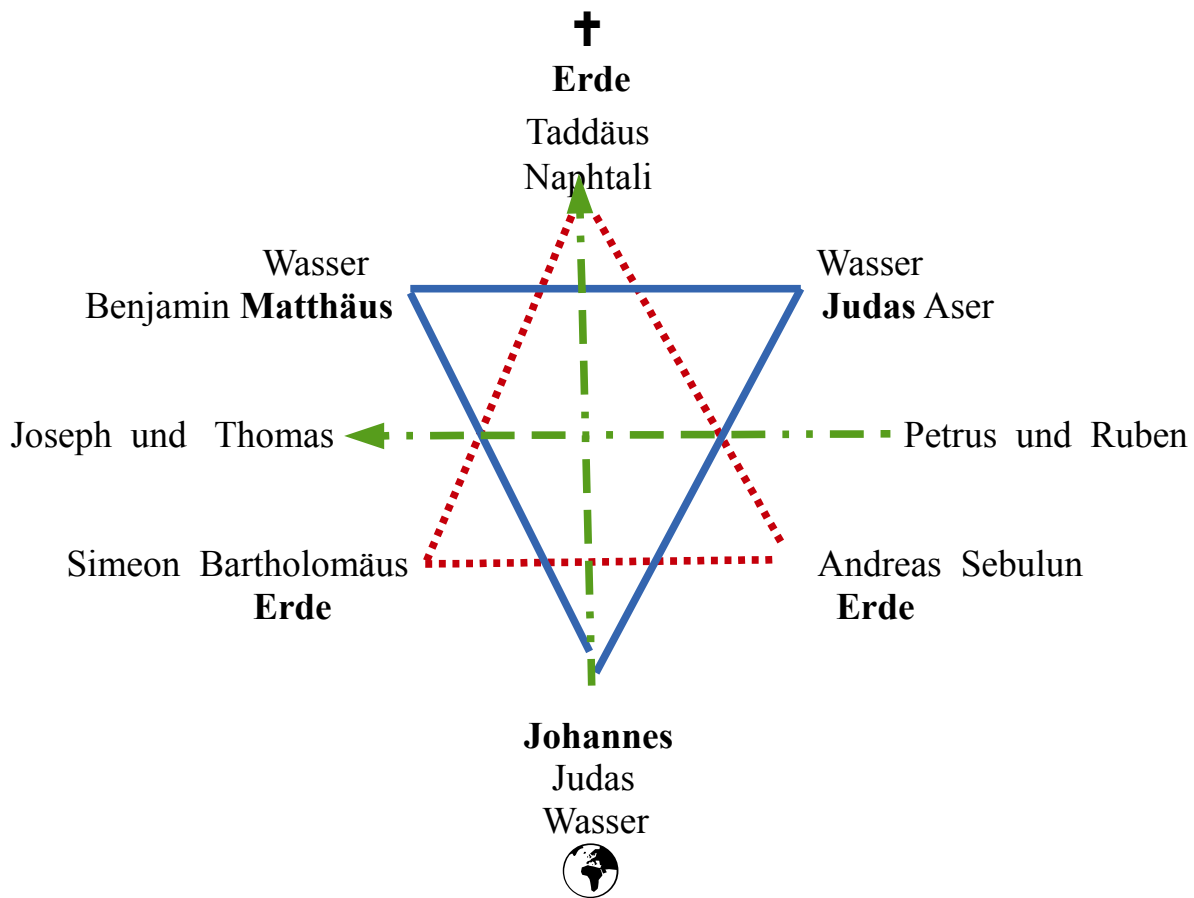 Erde
Taddäus
Naphtali
Wasser
Benjamin Matthäus
Wasser
Judas Aser
Joseph und Thomas
Petrus und Ruben
Simeon Bartholomäus
Erde
Andreas Sebulun
Erde
Johannes
Judas
Wasser